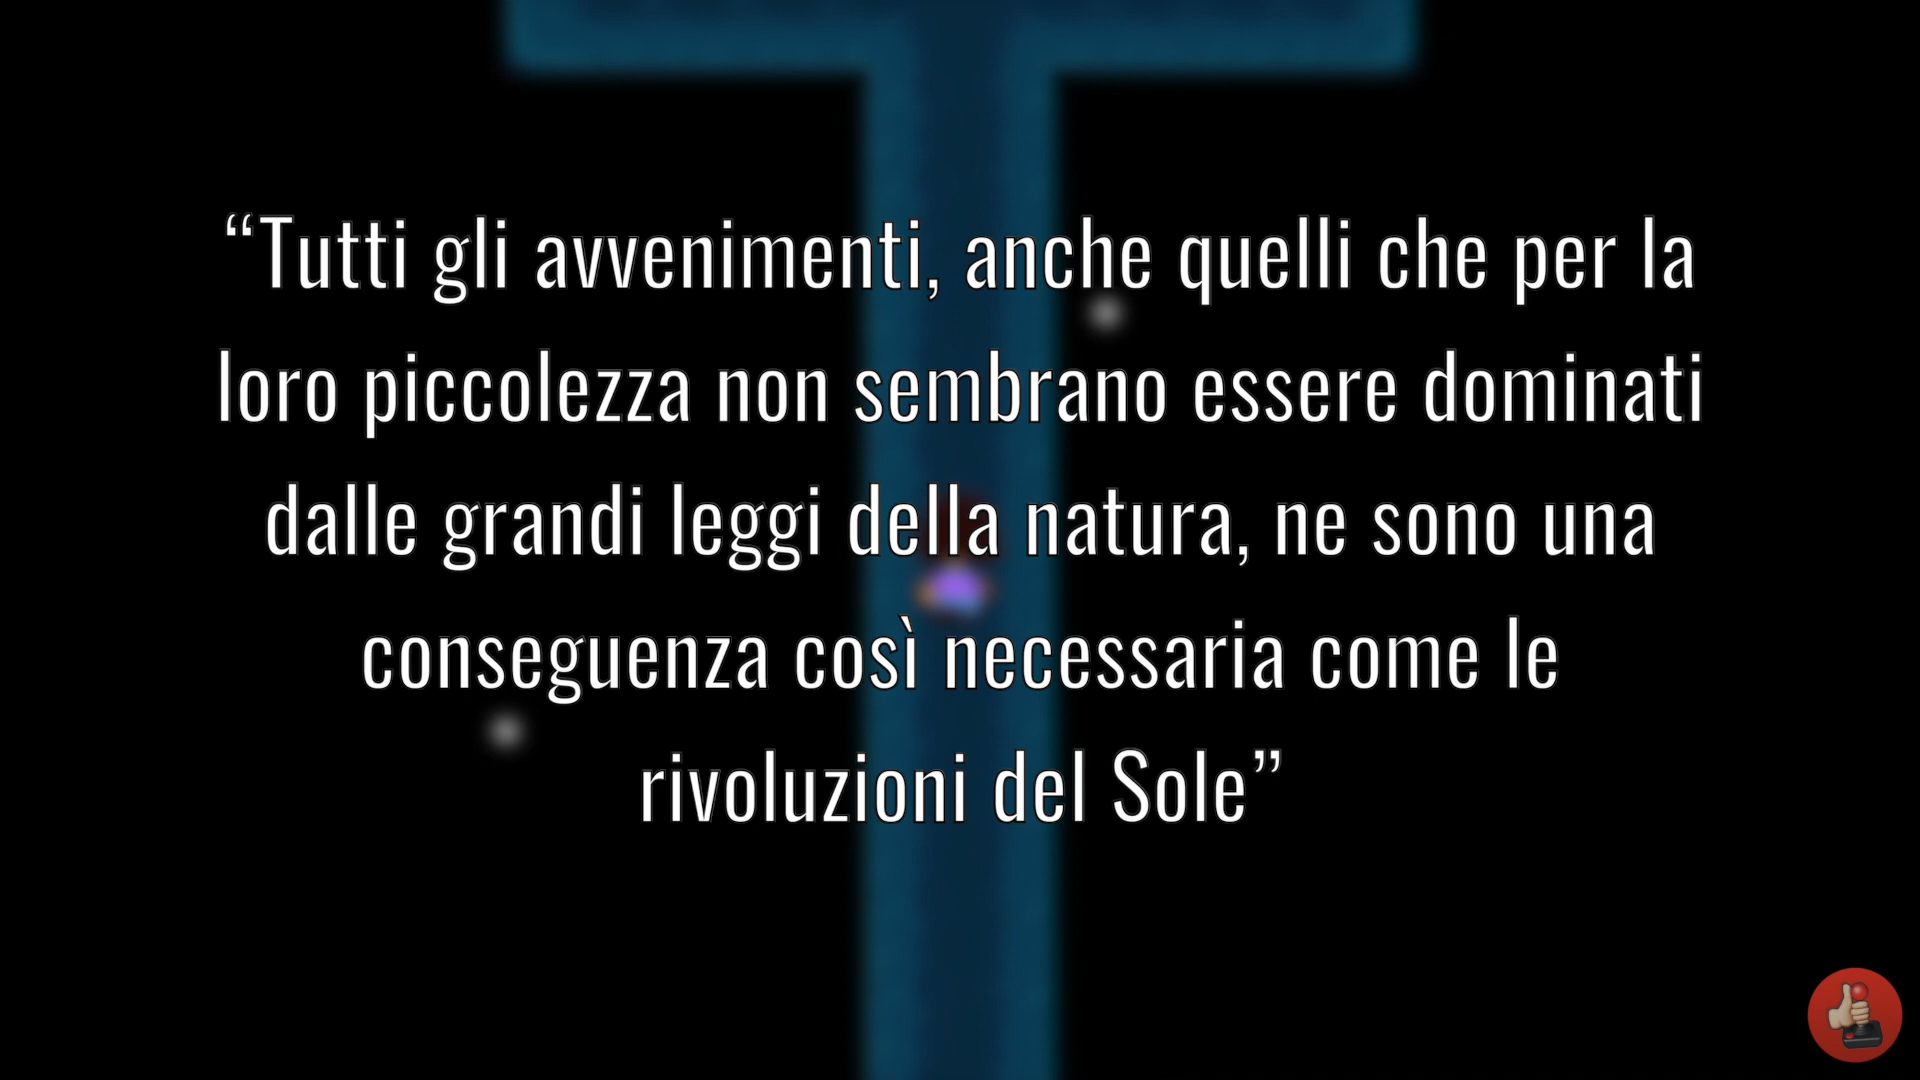 “Tutti gli avvenimenti, anche quelli che per la
loro piccolezza non sembrano essere dominati
dalle grandi leggi della natura, ne sono una
conseguenza così necessaria come le
rivoluzioni del Sole”